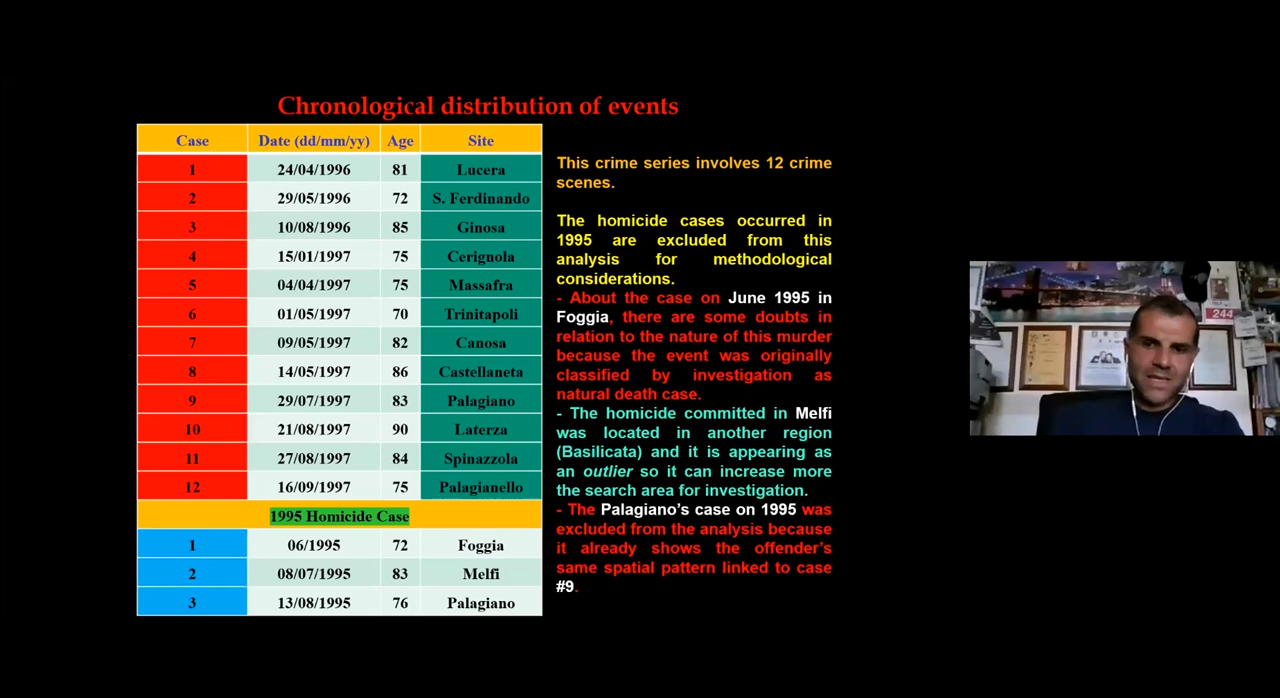 Chronological distribution of events
Case Date (dd/mm/yy) Age Site
1 24/04/1996 81 Lucera
2 29/05/1996 72 S. Ferdinando
3 10/08/1996 85 Ginosa
4 15/01/1997 75 Cerignola
5 04/04/1997 75 Massafra
6 01/05/1997 70 Trinitapoli
7 09/05/1997 82 Canosa
8 14/05/1997 86 Castellaneta
9 29/07/1997 83 Palagiano
10 21/08/1997 90 Laterza
11 27/08/1997 84 Spinazzola
12 16/09/1997 75 Palagianello
1995 Homicide Case
1 06/1995 72 Foggia
2 08/07/1995 83 Melfi
3 13/08/1995 76 Palagiano
This crime series involves 12 crime
scenes.
The homicide cases occurred in
1995 are excluded from this
analysis for methodological
considerations.
- About the case on June 1995 in
Foggia, there are some doubts in
relation to the nature of this murder
because the event was originally
classified by investigation as
natural death case.
- The homicide committed in Melfi
was located in another region
(Basilicata) and it is appearing as
an outlier so it can increase more
the search area for investigation.
- The Palagiano's case on 1995 was
excluded from the analysis because
it already shows the offender's
same spatial pattern linked to case
#9.
244